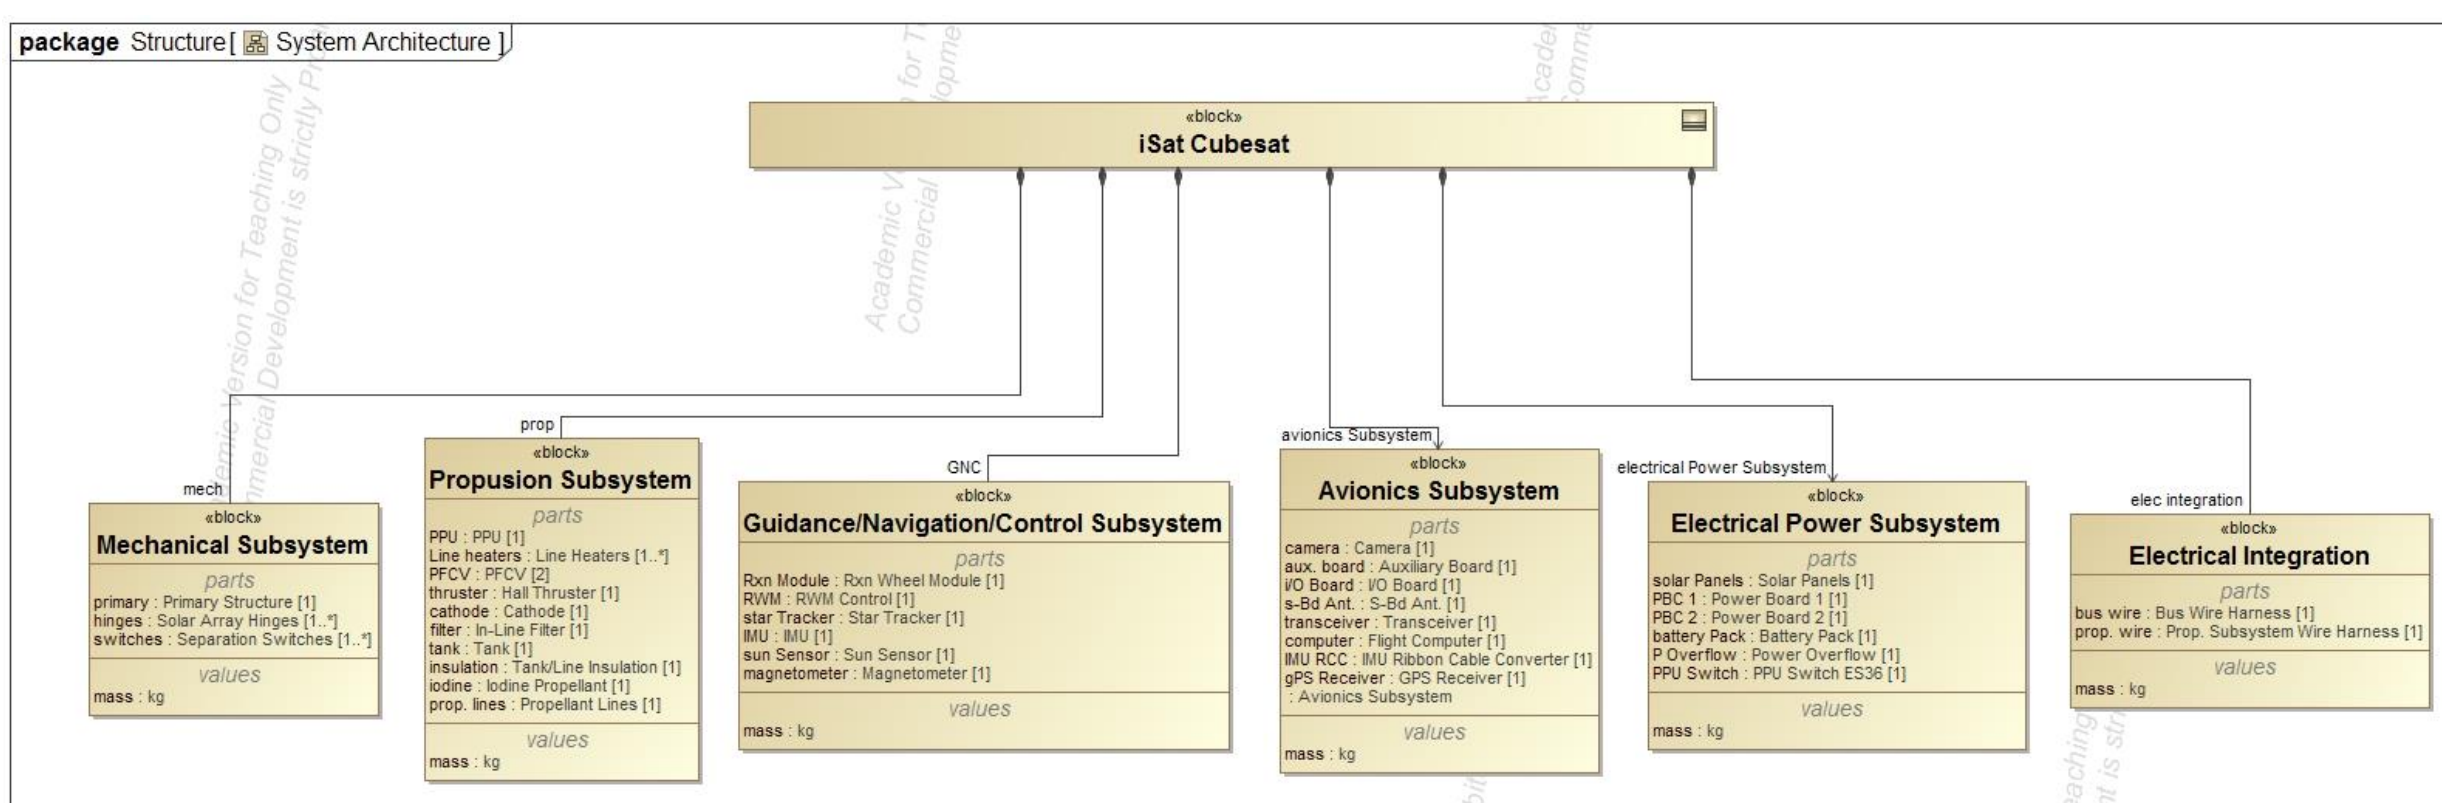 package Structure[ System Architecture ]
Academic Version for Teaching Only
Commercial Development is strictly
«block»
iSat Cubesat
mech
«block»
Mechanical Subsystem
parts
primary : Primary Structure [1]
hinges : Solar Array Hinges [1..*]
switches : Separation Switches [1..*]
values
mass : kg
prop
«block»
Propusion Subsystem
parts
PPU : PPU [1]
Line heaters : Line Heaters [1..*]
PFCV : PFCV [2]
thruster : Hall Thruster [1]
cathode : Cathode [1]
filter : In-Line Filter [1]
tank : Tank [1]
insulation : Tank/Line Insulation [1]
iodine : Iodine Propellant [1]
prop. lines : Propellant Lines [1]
values
mass : kg
GNC
«block»
Guidance/Navigation/Control Subsystem
parts
Rxn Module : Rxn Wheel Module [1]
RWM : RWM Control [1]
star Tracker : Star Tracker [1]
IMU : IMU [1]
sun Sensor : Sun Sensor [1]
magnetometer : Magnetometer [1]
values
mass : kg
avionics Subsystem
«block»
Avionics Subsystem
parts
camera : Camera [1]
aux. board : Auxiliary Board [1]
i/O Board : I/O Board [1]
s-Bd Ant. : S-Bd Ant. [1]
transceiver : Transceiver [1]
computer : Flight Computer [1]
IMU RCC : IMU Ribbon Cable Converter [1]
gPS Receiver : GPS Receiver [1]
: Avionics Subsystem
values
mass : kg
electrical Power Subsystem
«block»
Electrical Power Subsystem
parts
solar Panels : Solar Panels [1]
PBC 1 : Power Board 1 [1]
PBC 2 : Power Board 2 [1]
battery Pack : Battery Pack [1]
P Overflow : Power Overflow [1]
PPU Switch : PPU Switch ES36 [1]
values
mass : kg
elec integration
«block»
Electrical Integration
parts
bus wire : Bus Wire Harness [1]
prop. wire : Prop. Subsystem Wire Harness [1]
values
mass : kg